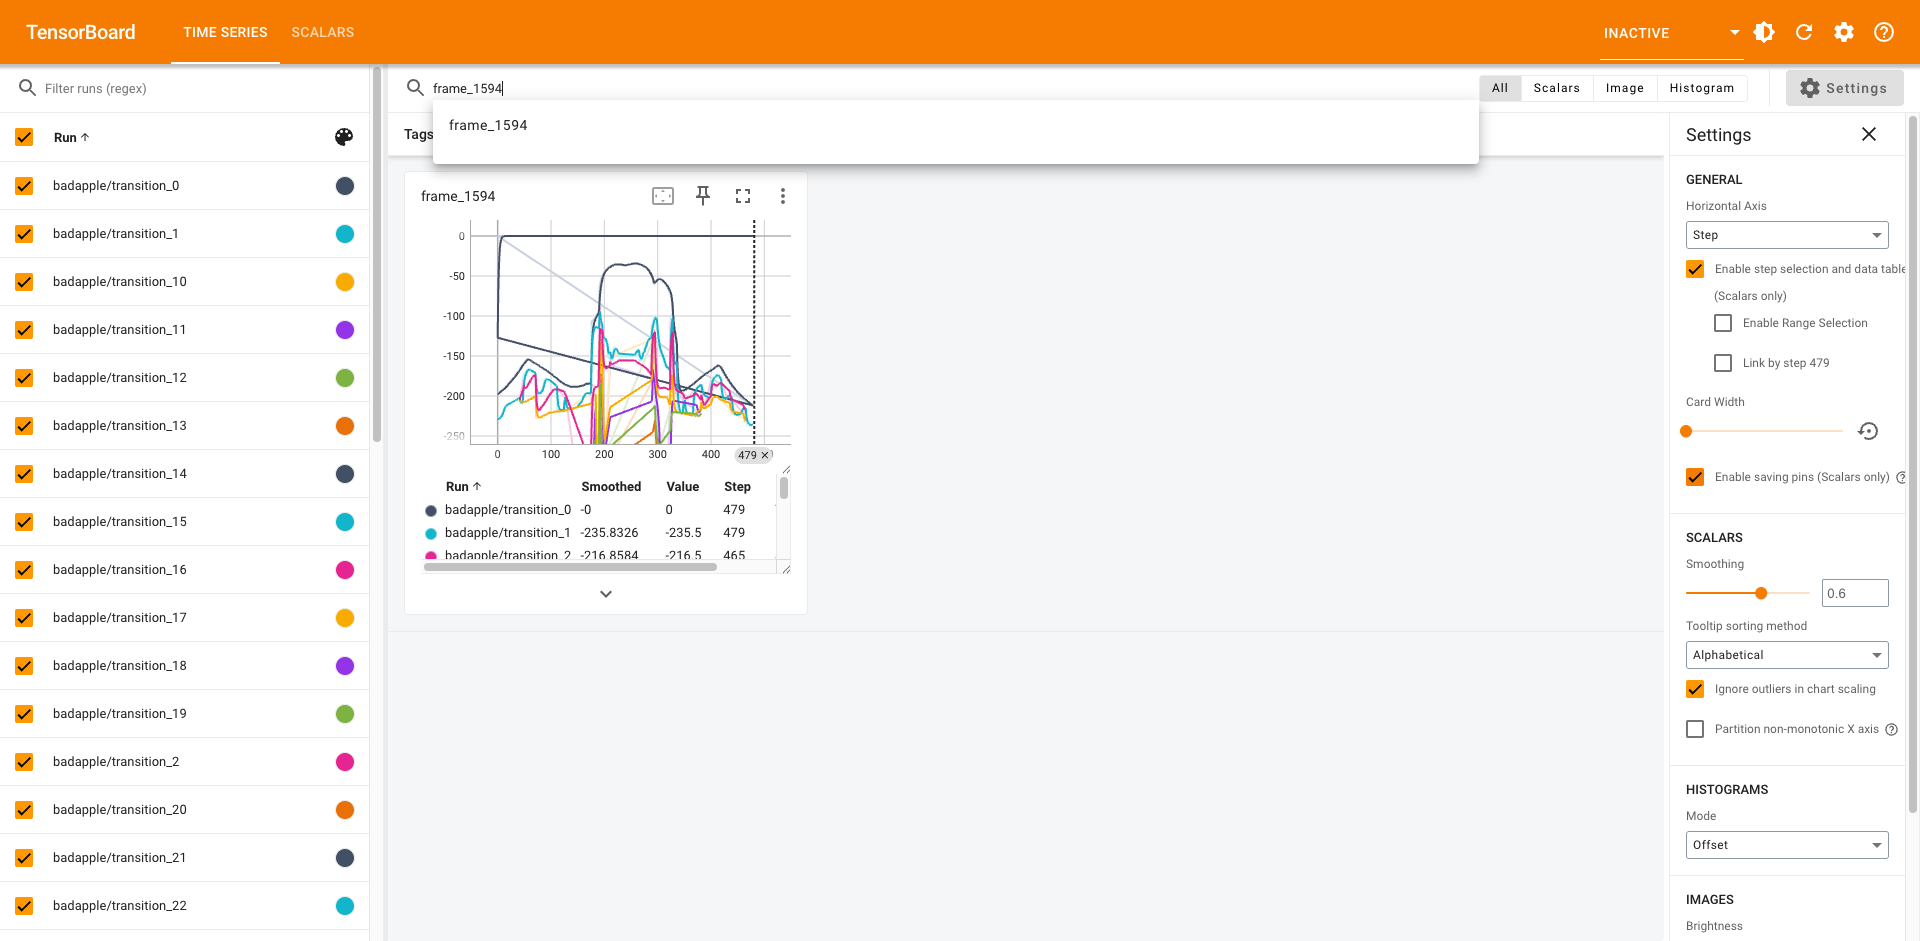 TensorBoard
TIME SERIES
SCALARS
INACTIVE
Filter runs (regex)
Run
badapple/transition_0
badapple/transition_1
badapple/transition_10
badapple/transition_11
badapple/transition_12
badapple/transition_13
badapple/transition_14
badapple/transition_15
badapple/transition_16
badapple/transition_17
badapple/transition_18
badapple/transition_19
badapple/transition_2
badapple/transition_20
badapple/transition_21
badapple/transition_22
frame_1594
frame_1594
All
Scalars
Image
Histogram
Settings
Tags
frame_1594
0
-50
-100
-150
-200
-250
0 100 200 300 400 479
Run Smoothed Value Step
badapple/transition_0 -0 0 479
badapple/transition_1 -235.8326 -235.5 479
badapple/transition_2 -216.8584 -216.5 465
Settings
GENERAL
Horizontal Axis
Step
Enable step selection and data table
(Scalars only)
Enable Range Selection
Link by step 479
Card Width
Enable saving pins (Scalars only)
SCALARS
Smoothing
0.6
Tooltip sorting method
Alphabetical
Ignore outliers in chart scaling
Partition non-monotonic X axis
HISTOGRAMS
Mode
Offset
IMAGES
Brightness